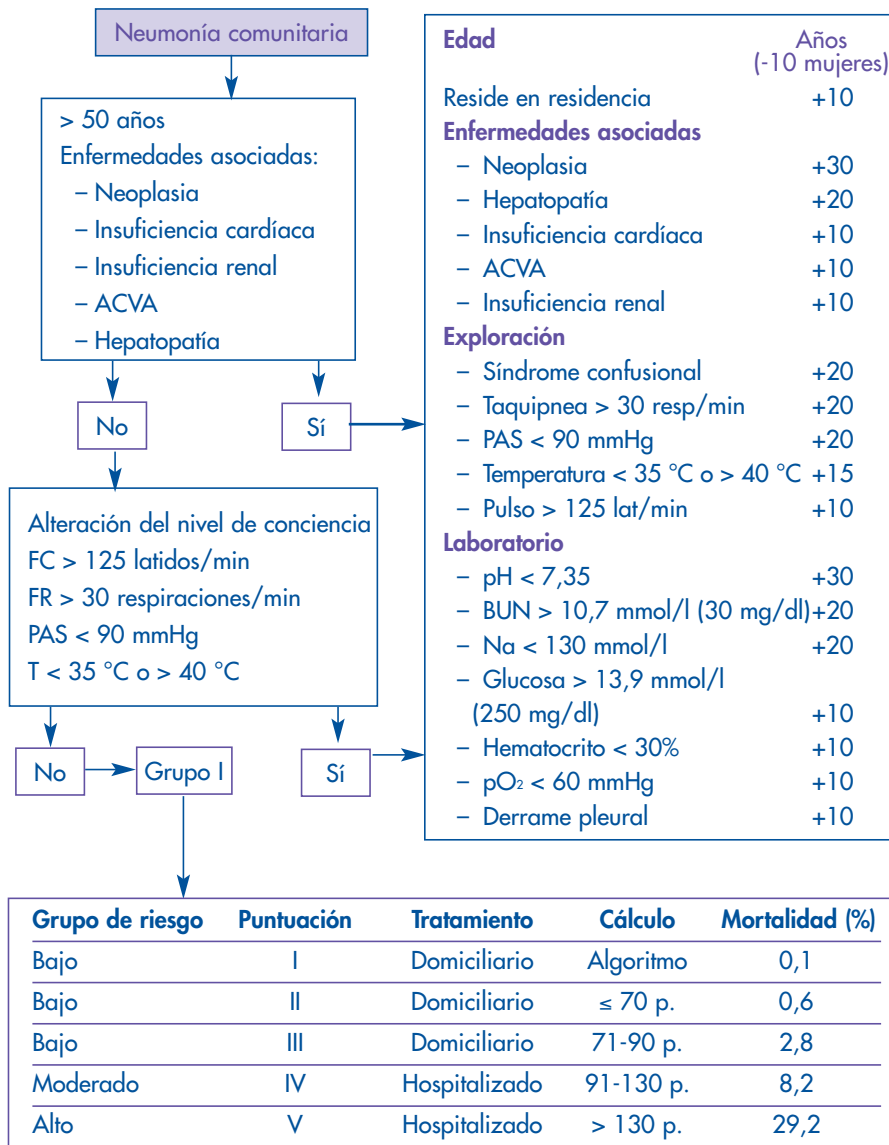 Neumonía comunitaria
> 50 años
Enfermedades asociadas:
– Neoplasia
– Insuficiencia cardíaca
– Insuficiencia renal
– ACVA
– Hepatopatía
No
Sí
Alteración del nivel de conciencia
FC > 125 latidos/min
FR > 30 respiraciones/min
PAS < 90 mmHg
T < 35 °C o > 40 °C
No
Grupo I
Sí
Edad Años
(-10 mujeres)
Reside en residencia +10
Enfermedades asociadas
– Neoplasia +30
– Hepatopatía +20
– Insuficiencia cardíaca +10
– ACVA +10
– Insuficiencia renal +10
Exploración
– Síndrome confusional +20
– Taquipnea > 30 resp/min +20
– PAS < 90 mmHg +20
– Temperatura < 35 °C o > 40 °C +15
– Pulso > 125 lat/min +10
Laboratorio
– pH < 7,35 +30
– BUN > 10,7 mmol/l (30 mg/dl)+20
– Na < 130 mmol/l +20
– Glucosa > 13,9 mmol/l
(250 mg/dl) +10
– Hematocrito < 30% +10
– pO₂ < 60 mmHg +10
– Derrame pleural +10
Grupo de riesgo Puntuación Tratamiento Cálculo Mortalidad (%)
Bajo I Domiciliario Algoritmo 0,1
Bajo II Domiciliario ≤ 70 p. 0,6
Bajo III Domiciliario 71-90 p. 2,8
Moderado IV Hospitalizado 91-130 p. 8,2
Alto V Hospitalizado > 130 p. 29,2